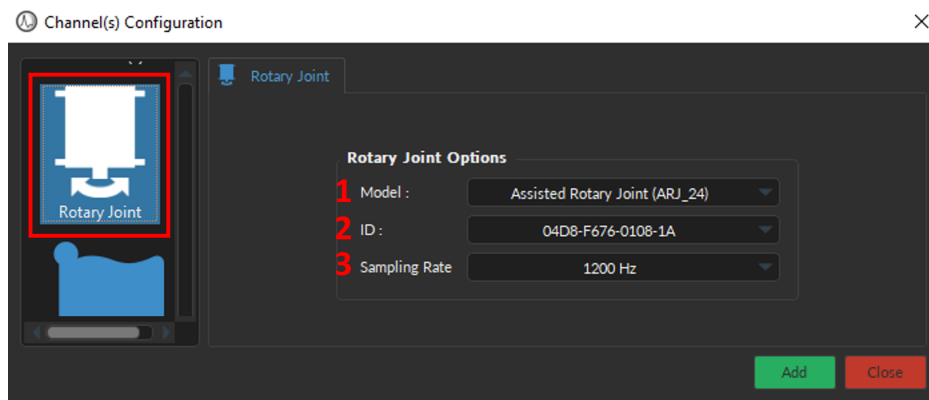 Channel(s) Configuration
Rotary Joint
Rotary Joint
Rotary Joint Options
1 Model : Assisted Rotary Joint (ARJ_24)
2 ID : 04D8-F676-0108-1A
3 Sampling Rate 1200 Hz
Add Close